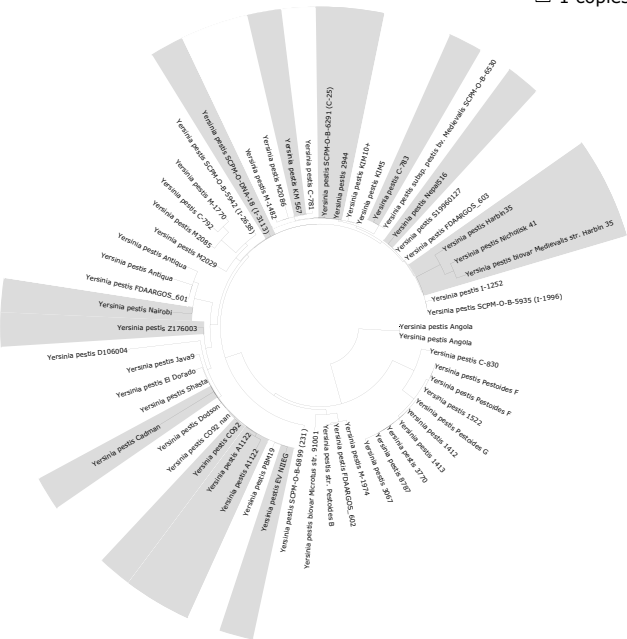 1 copies
Yersinia pestis SCPM-O-B-6291 (C-25)
Yersinia pestis 2944
Yersinia pestis KIM10+
Yersinia pestis KIM5
Yersinia pestis C-783
Yersinia pestis subsp. pestis bv. Medievalis SCPM-O-B-6530
Yersinia pestis Nepal516
Yersinia pestis S19960127
Yersinia pestis FDAARGOS_603
Yersinia pestis Harbin35
Yersinia pestis Nicholisk 41
Yersinia pestis biovar Medievalis str. Harbin 35
Yersinia pestis I-1252
Yersinia pestis SCPM-O-B-5935 (I-1996)
Yersinia pestis Angola
Yersinia pestis Angola
Yersinia pestis C-830
Yersinia pestis Pestoides F
Yersinia pestis Pestoides F
Yersinia pestis 1522
Yersinia pestis Pestoides G
Yersinia pestis 1412
Yersinia pestis 1413
Yersinia pestis 3770
Yersinia pestis 8787
Yersinia pestis 3067
Yersinia pestis M-1974
Yersinia pestis FDAARGOS_602
Yersinia pestis str. Pestoides B
Yersinia pestis biovar Microtus str. 91001
Yersinia pestis SCPM-O-B-6899 (231)
Yersinia pestis EV NIIEG
Yersinia pestis PBM19
Yersinia pestis A1122
Yersinia pestis A1122
Yersinia pestis CO92
Yersinia pestis CO92_nan
Yersinia pestis Dodson
Yersinia pestis Cadman
Yersinia pestis Shasta
Yersinia pestis El Dorado
Yersinia pestis Java9
Yersinia pestis D106004
Yersinia pestis Z176003
Yersinia pestis Nairobi
Yersinia pestis FDAARGOS_601
Yersinia pestis Antiqua
Yersinia pestis Antiqua
Yersinia pestis M2029
Yersinia pestis M2085
Yersinia pestis C-792
Yersinia pestis M-1770
Yersinia pestis SCPM-O-B-5942 (I-2638)
Yersinia pestis SCPM-O-DNA-18 (I-3113)
Yersinia pestis M-1482
Yersinia pestis M2086
Yersinia pestis KM 567
Yersinia pestis C-781